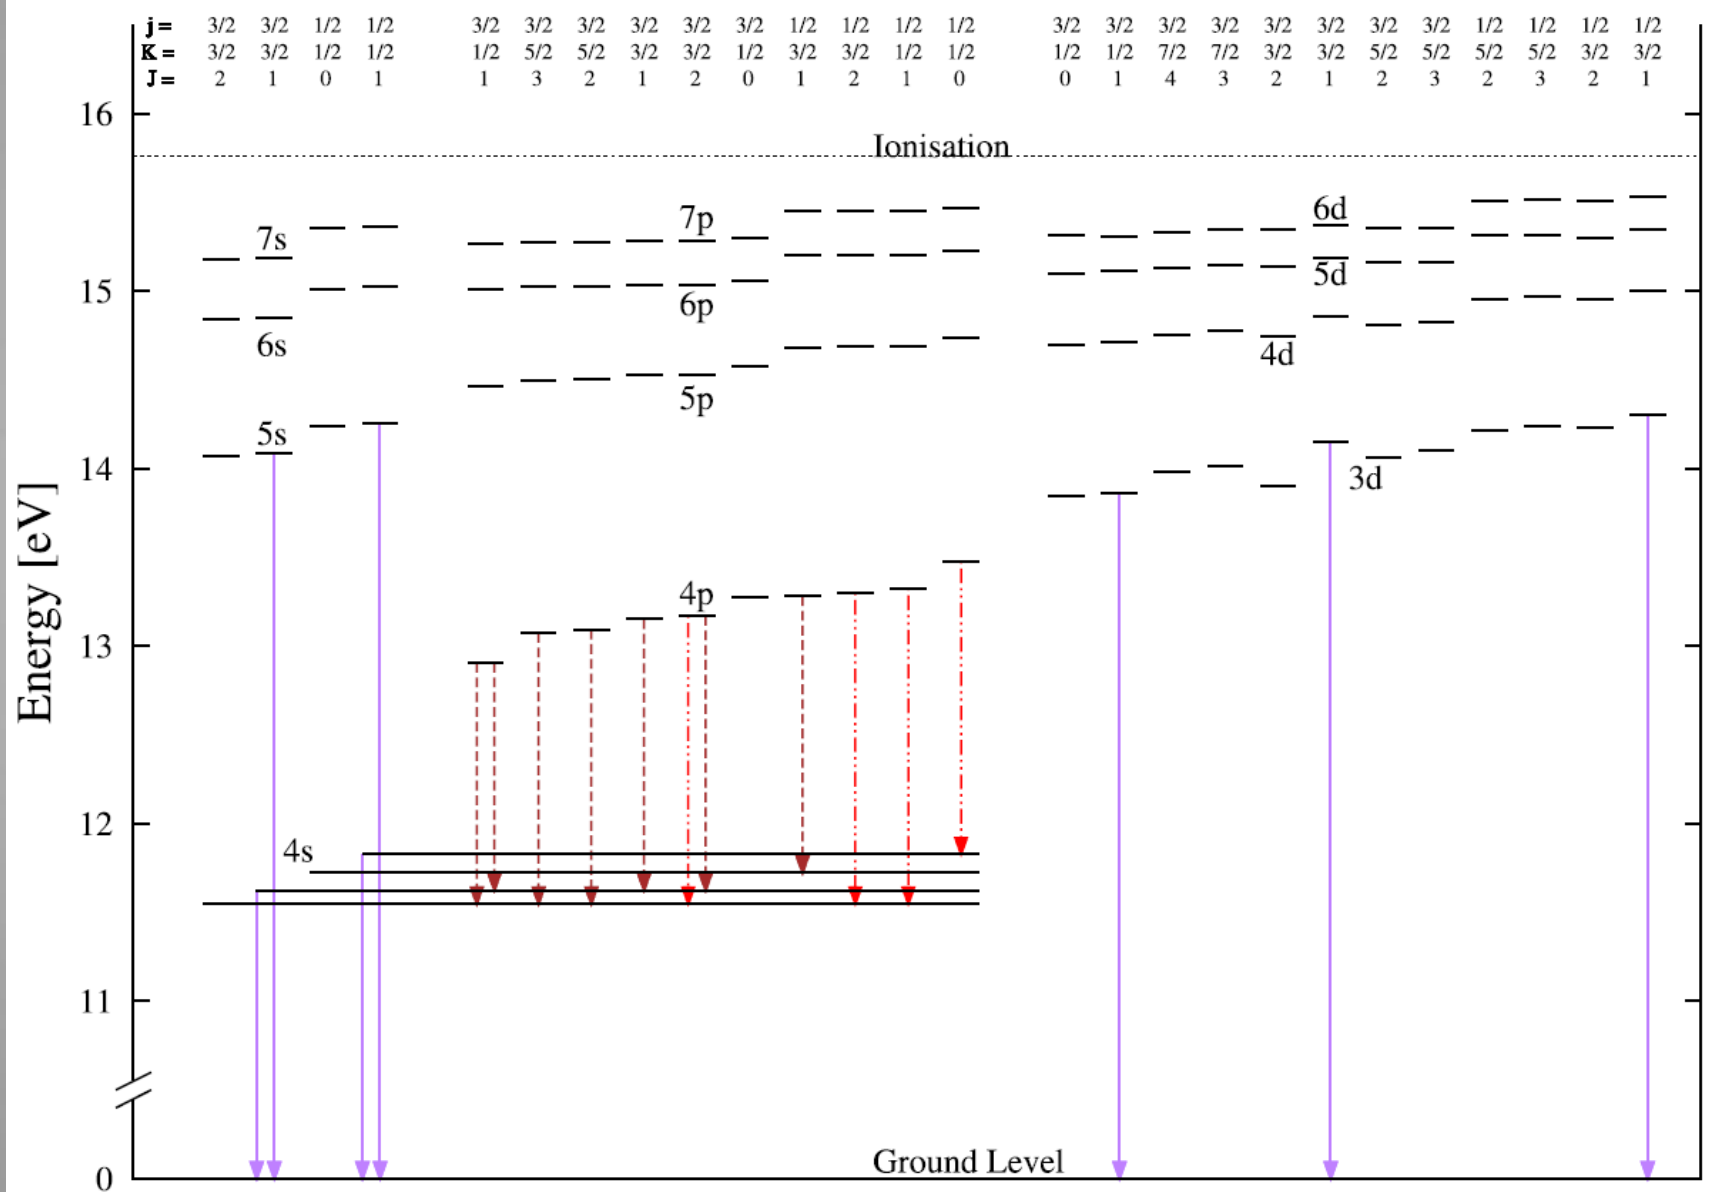 j= 3/2 3/2 1/2 1/2 3/2 3/2 3/2 3/2 3/2 3/2 1/2 1/2 1/2 1/2 3/2 3/2 3/2 3/2 3/2 3/2 3/2 3/2 1/2 1/2 1/2 1/2
K= 3/2 3/2 1/2 1/2 1/2 5/2 5/2 3/2 3/2 1/2 3/2 3/2 1/2 1/2 1/2 1/2 7/2 7/2 3/2 3/2 5/2 5/2 5/2 5/2 3/2 3/2
J= 2 1 0 1 1 3 2 1 2 0 1 2 1 0 0 1 4 3 2 1 2 3 2 3 2 1
16
Ionisation
7s 7p 6d
15
5d
6s 6p 4d
5s 5p
14
3d
Energy [eV]
4p
13
12
4s
11
Ground Level
0